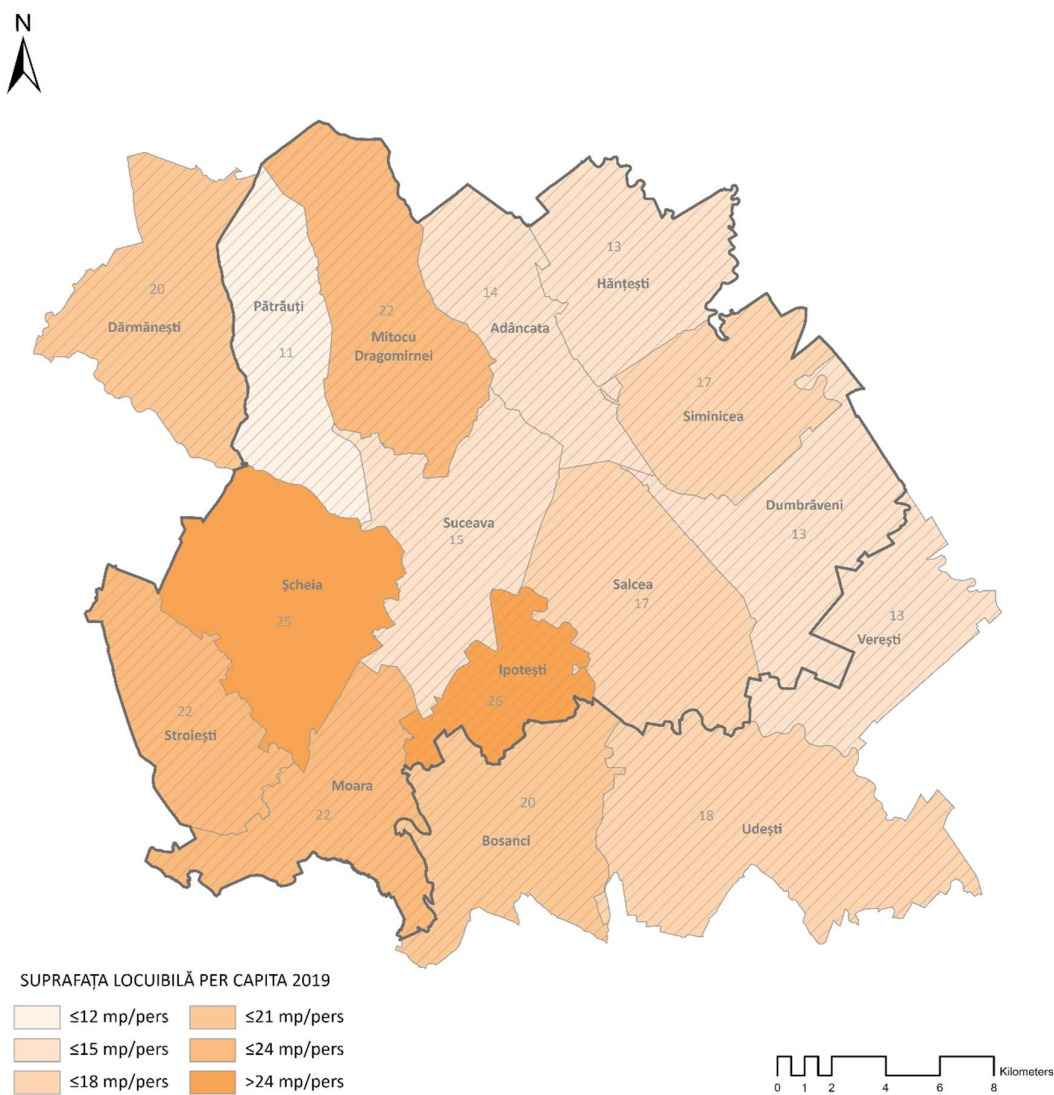 N
13
Hănțești
20
Dărmănești
Pătrăuți
11
22
Mitocu
Dragomirnei
14
Adâncata
17
Siminicea
Dumbrăveni
13
Suceava
15
Șcheia
25
Salcea
17
13
Verești
Ipotești
26
22
Stroiești
Moara
22
20
Bosanci
18
Udești
SUPRAFAȚA LOCUIBILĂ PER CAPITA 2019
≤12 mp/pers
≤21 mp/pers
≤15 mp/pers
≤24 mp/pers
≤18 mp/pers
>24 mp/pers
Kilometers
0 1 2 4 6 8